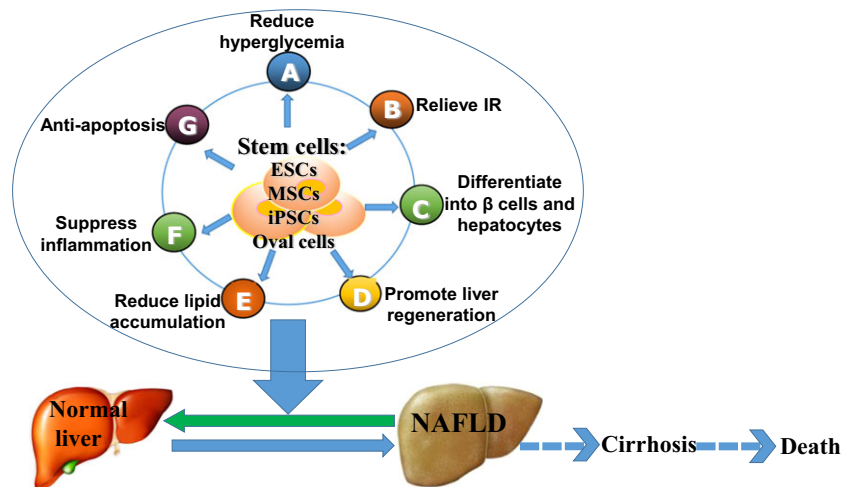 Reduce
hyperglycemia
A
B
Relieve IR
G
Anti-apoptosis
Stem cells:
ESCs
MSCs
iPSCs
Oval cells
C
Differentiate
into β cells and
hepatocytes
F
Suppress
inflammation
E
Reduce lipid
accumulation
D
Promote liver
regeneration
Normal
liver
NAFLD
Cirrhosis
Death